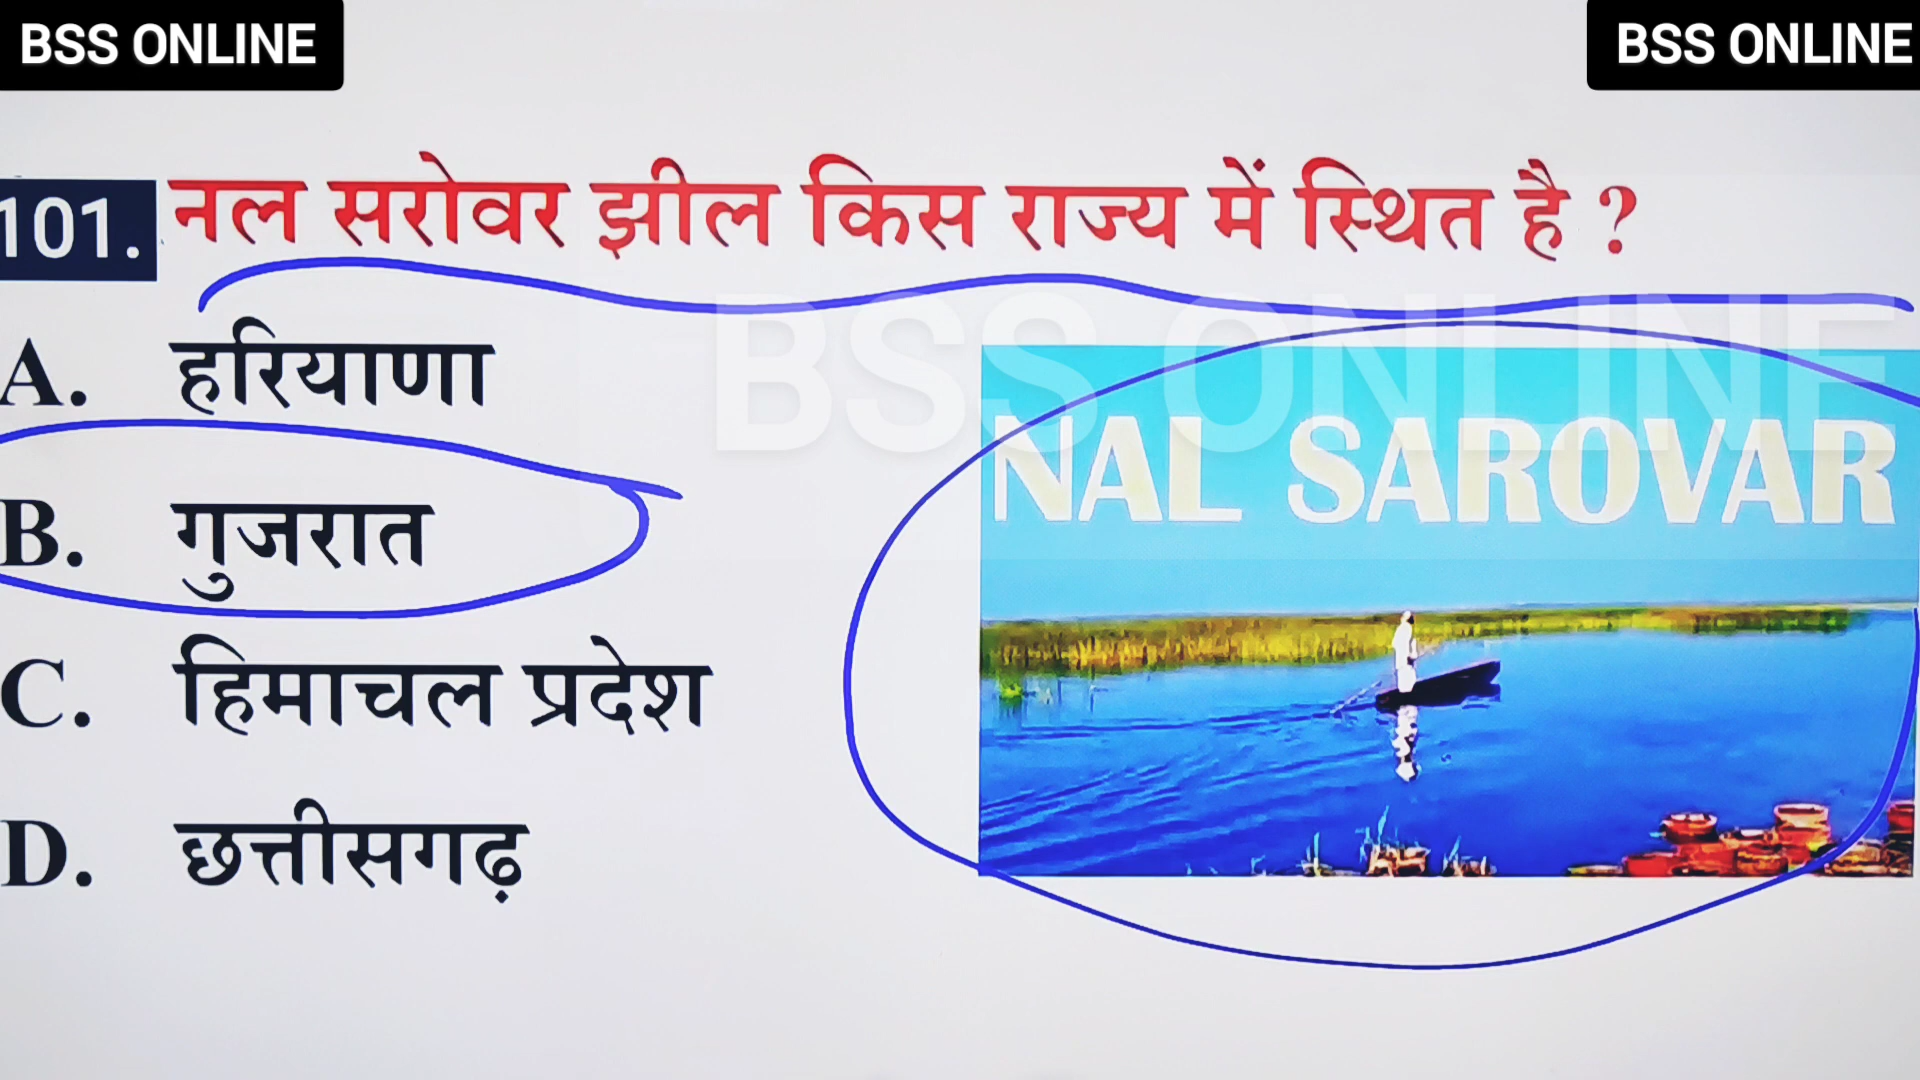 BSS ONLINE
BSS ONLINE
101. नल सरोवर झील किस राज्य में स्थित है ?
BSS ONLINE
A. हरियाणा
NAL SAROVAR
B. गुजरात
C. हिमाचल प्रदेश
D. छत्तीसगढ़